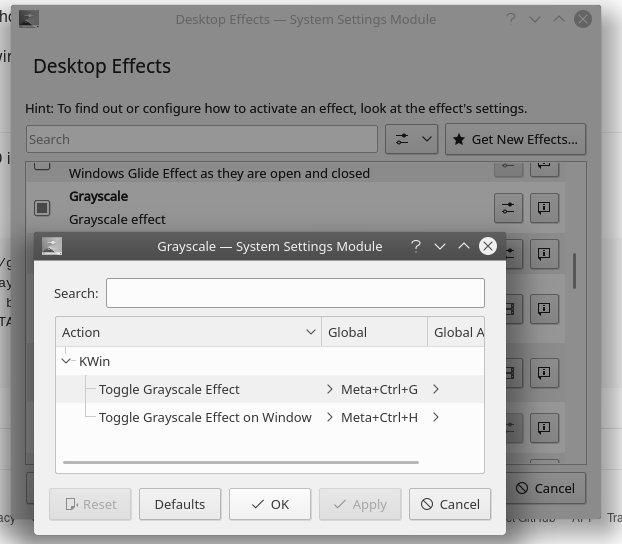 Desktop Effects — System Settings Module
Desktop Effects
Hint: To find out or configure how to activate an effect, look at the effect's settings.
Search
Get New Effects...
Windows Glide Effect as they are open and closed
Grayscale
Grayscale effect
Grayscale — System Settings Module
Search:
Action Global Global A
KWin
Toggle Grayscale Effect Meta+Ctrl+G
Toggle Grayscale Effect on Window Meta+Ctrl+H
Reset Defaults OK Apply Cancel
Cancel